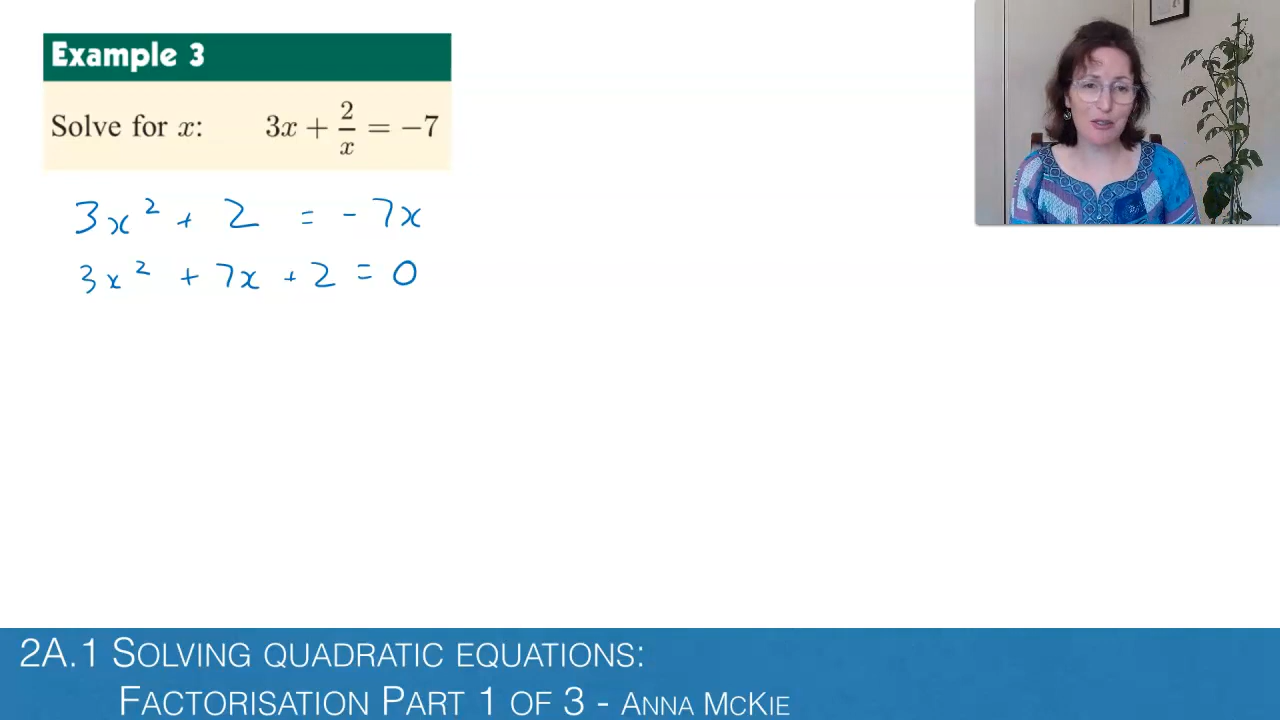 Example 3
Solve for x: 3x + 2/x = -7
3x² + 2 = -7x
3x² + 7x + 2 = 0
2A.1 SOLVING QUADRATIC EQUATIONS:
FACTORISATION PART 1 OF 3 - ANNA MCKIE